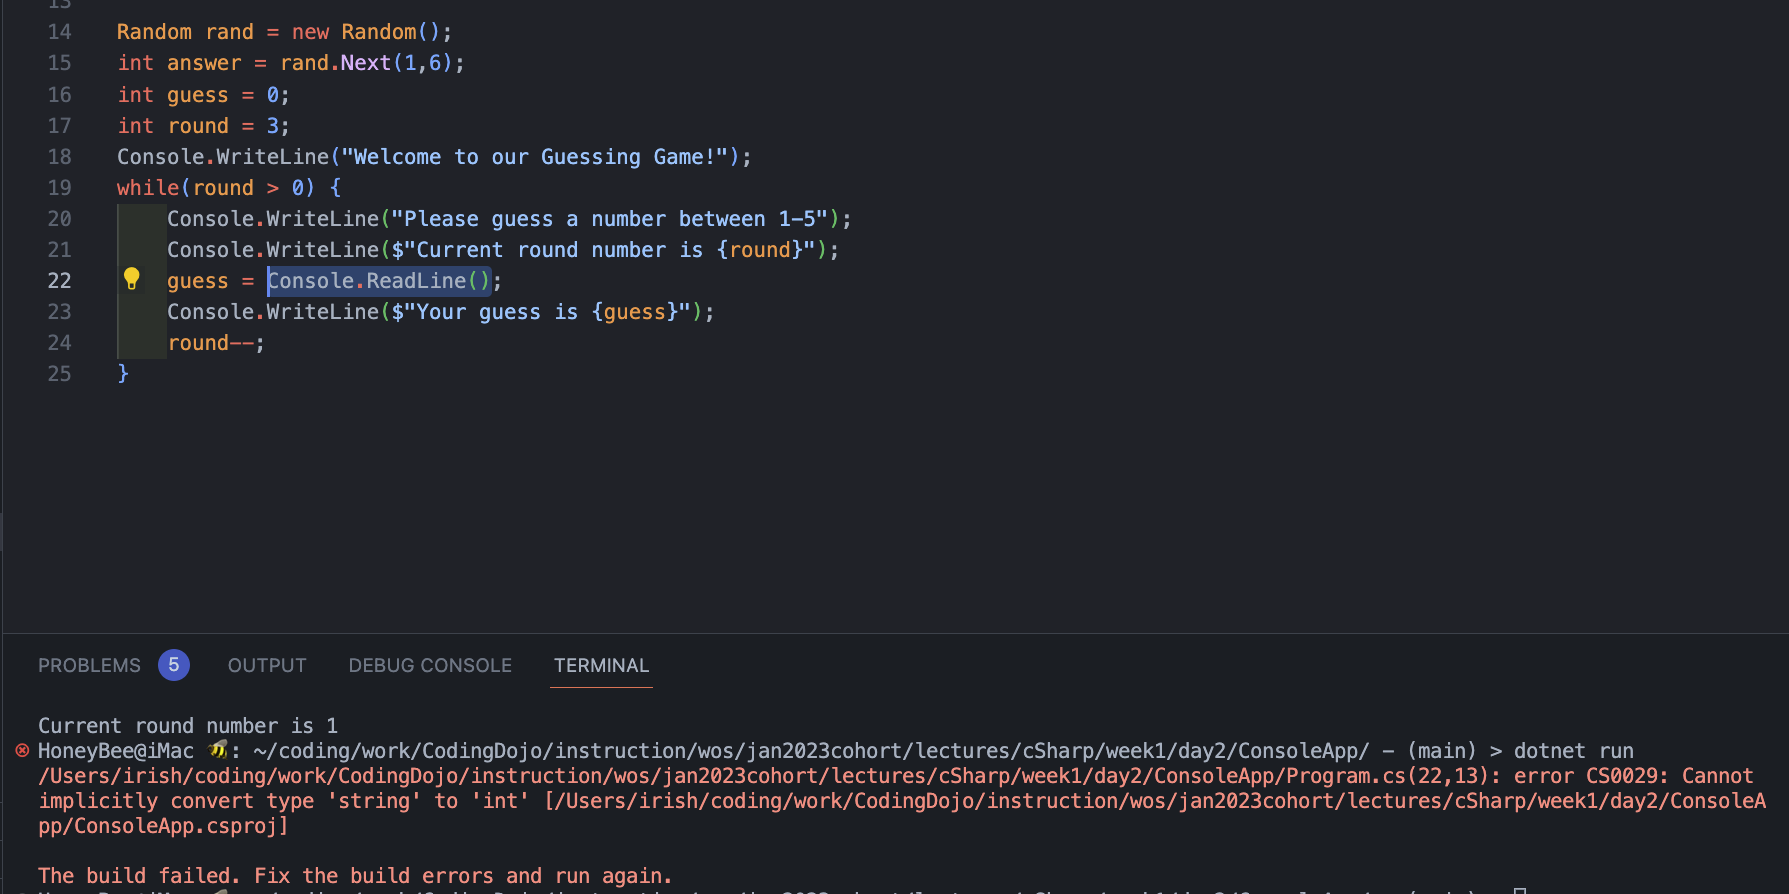 13
14 Random rand = new Random();
15 int answer = rand.Next(1,6);
16 int guess = 0;
17 int round = 3;
18 Console.WriteLine("Welcome to our Guessing Game!");
19 while(round > 0) {
20 Console.WriteLine("Please guess a number between 1-5");
21 Console.WriteLine($"Current round number is {round}");
22 guess = Console.ReadLine();
23 Console.WriteLine($"Your guess is {guess}");
24 round--;
25 }
PROBLEMS 5 OUTPUT DEBUG CONSOLE TERMINAL
Current round number is 1
HoneyBee@iMac 🐝: ~/coding/work/CodingDojo/instruction/wos/jan2023cohort/lectures/cSharp/week1/day2/ConsoleApp/ - (main) > dotnet run
/Users/irish/coding/work/CodingDojo/instruction/wos/jan2023cohort/lectures/cSharp/week1/day2/ConsoleApp/Program.cs(22,13): error CS0029: Cannot
implicitly convert type 'string' to 'int' [/Users/irish/coding/work/CodingDojo/instruction/wos/jan2023cohort/lectures/cSharp/week1/day2/ConsoleA
pp/ConsoleApp.csproj]
The build failed. Fix the build errors and run again.